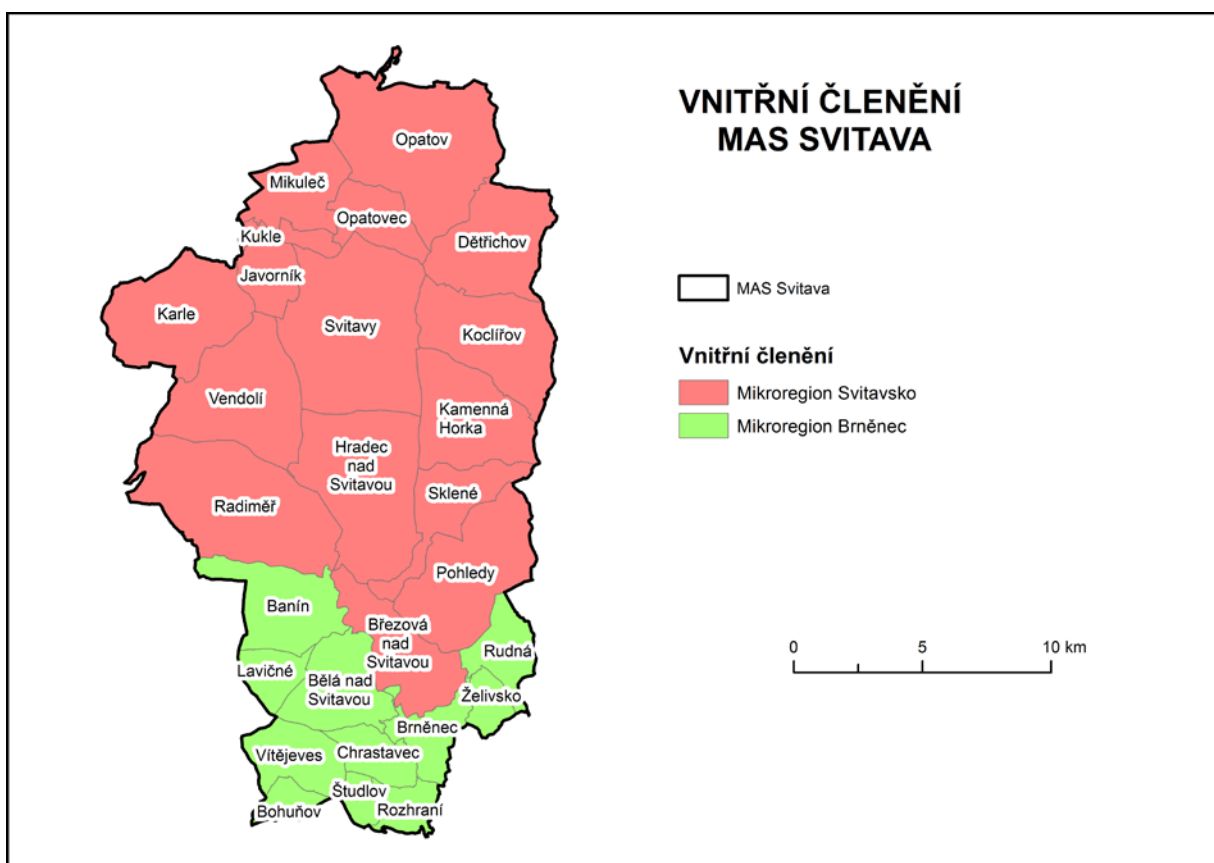 VNITŘNÍ ČLENĚNÍ
MAS SVITAVA
Opatov
Mikuleč
Opatovec
Kukle
Dětřichov
Javorník
Karle
Svitavy
Koclířov
Vendolí
Kamenná
Horka
Hradec
nad
Svitavou
Sklené
Radiměř
Pohledy
Banín
Březová
nad
Svitavou
Rudná
Lavičné
Bělá nad
Svitavou
Želivsko
Brněnec
Vítějeves
Chrastavec
Študlov
Bohuňov
Rozhraní
MAS Svitava
Vnitřní členění
Mikroregion Svitavsko
Mikroregion Brněnec
0 5 10 km